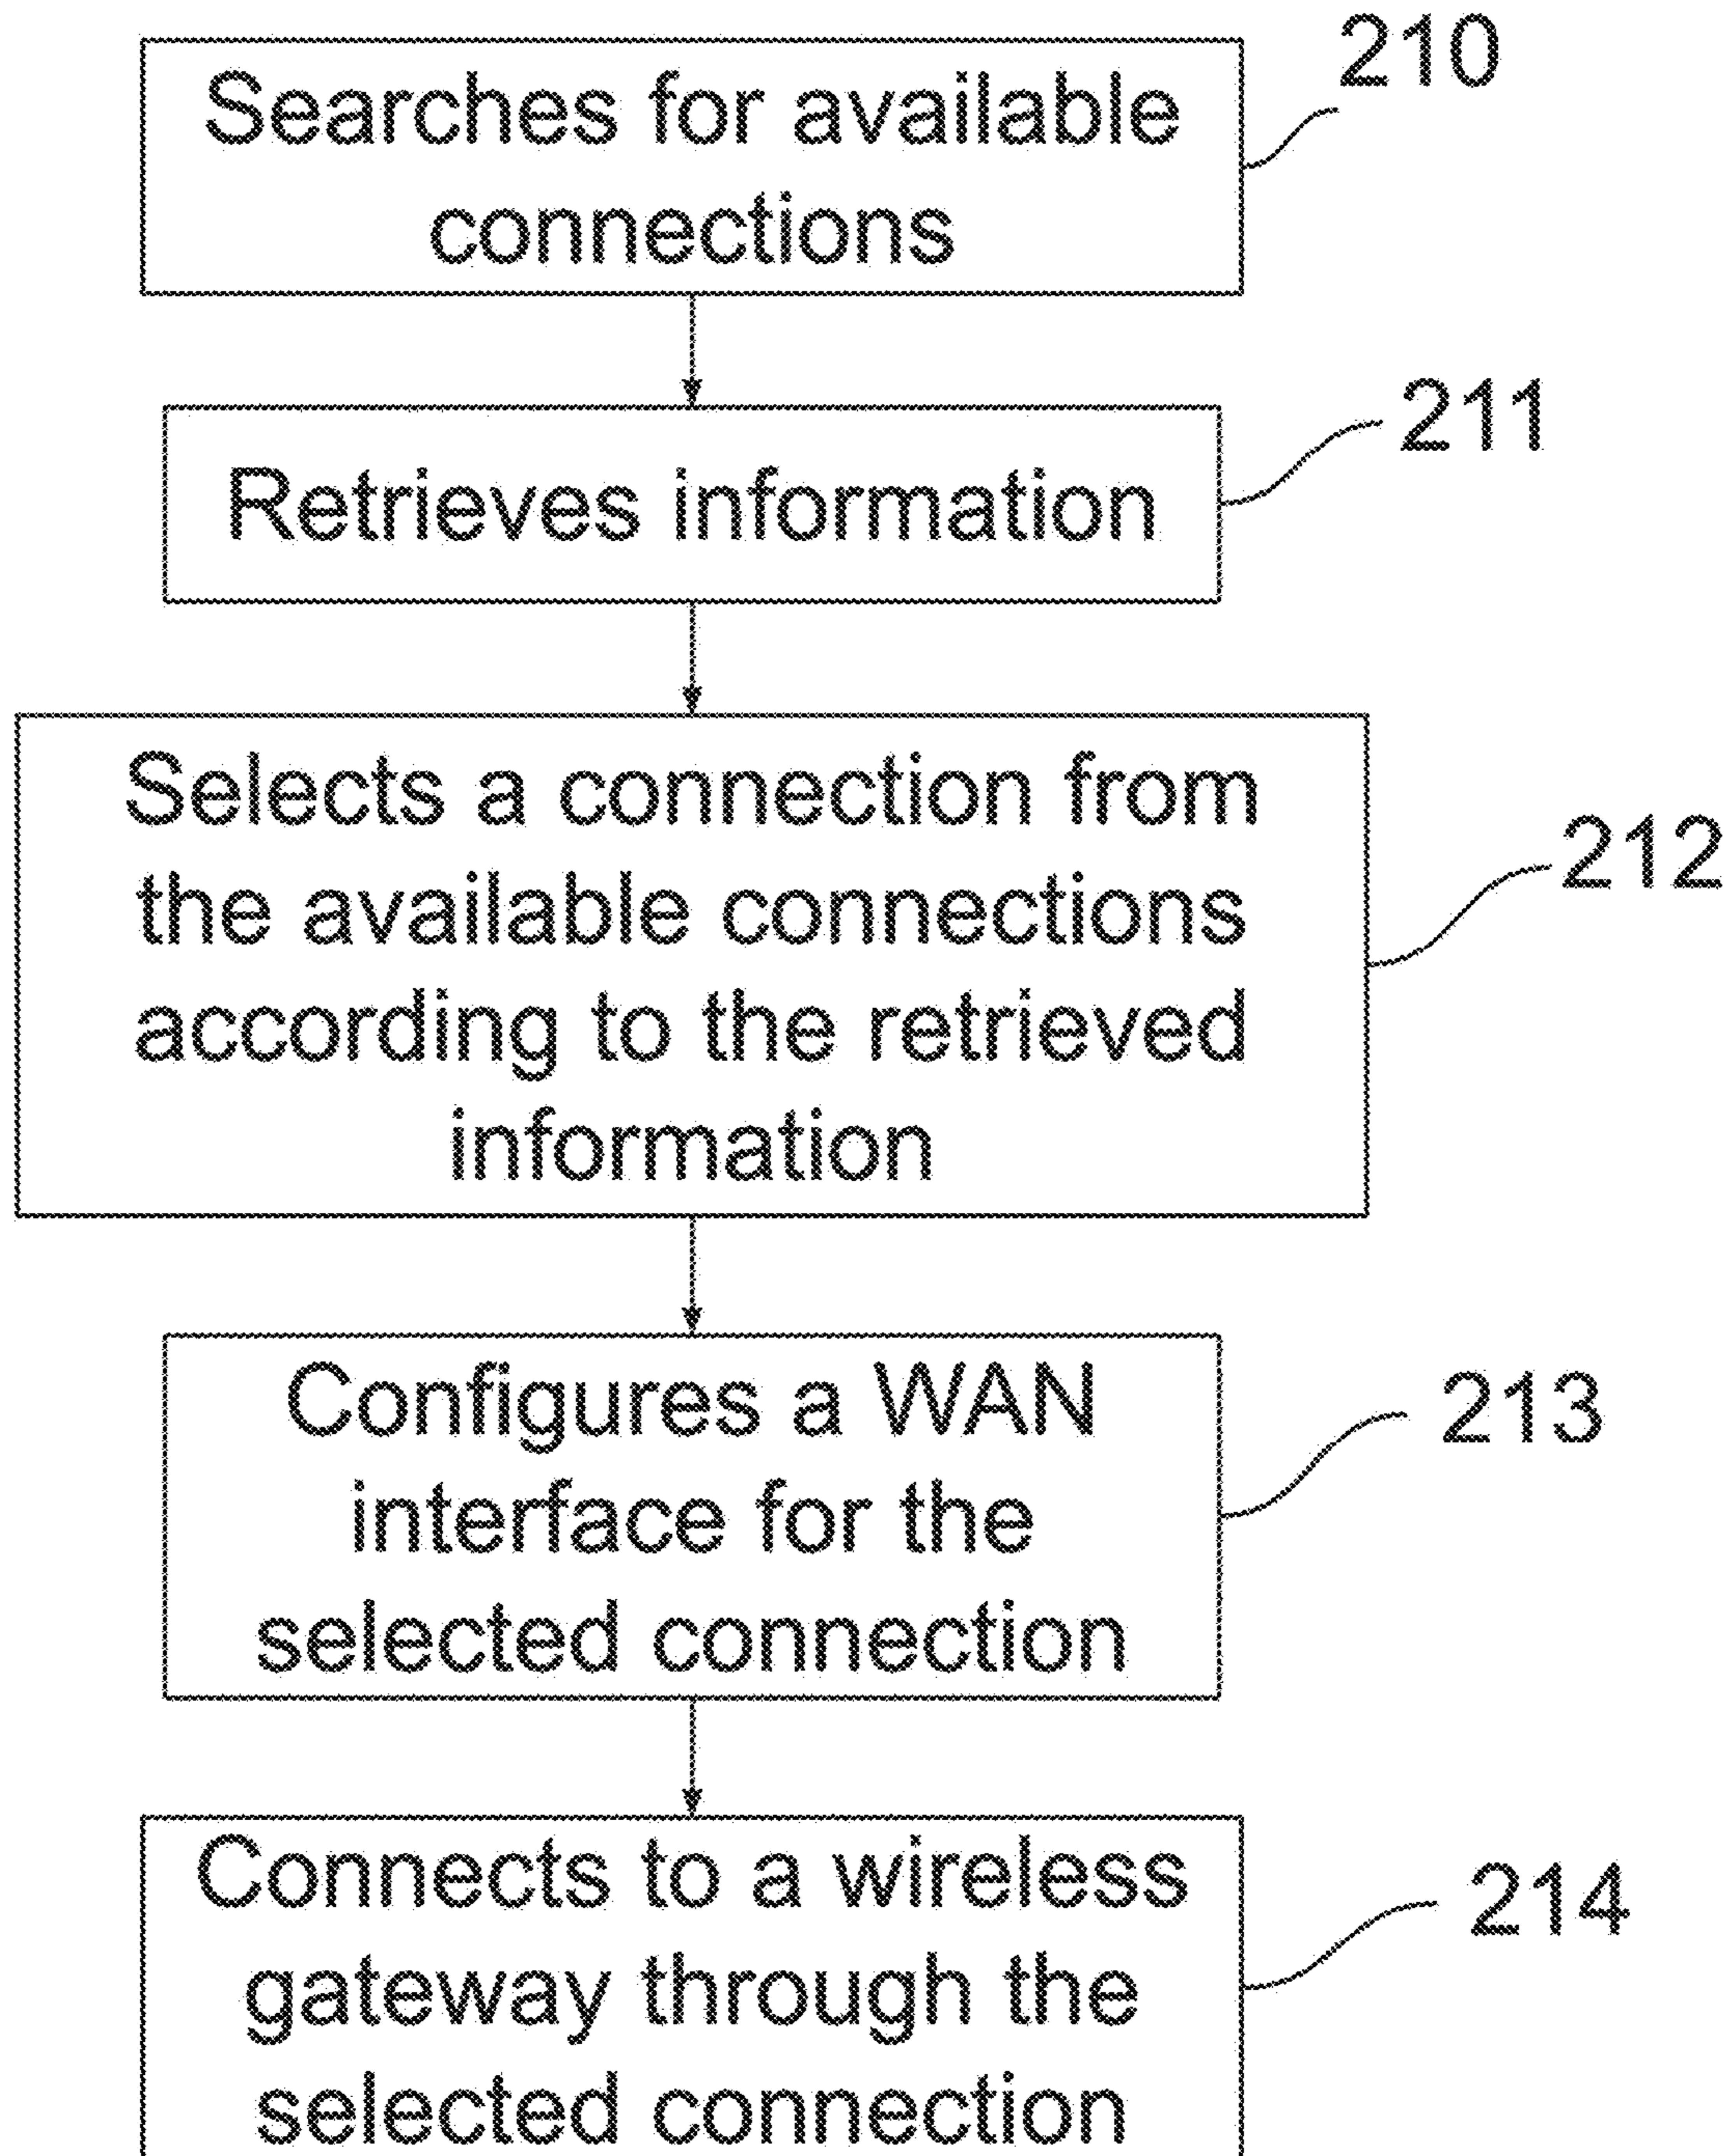 210
Searches for available
connections
211
Retrieves information
212
Selects a connection from
the available connections
according to the retrieved
information
213
Configures a WAN
interface for the
selected connection
214
Connects to a wireless
gateway through the
selected connection